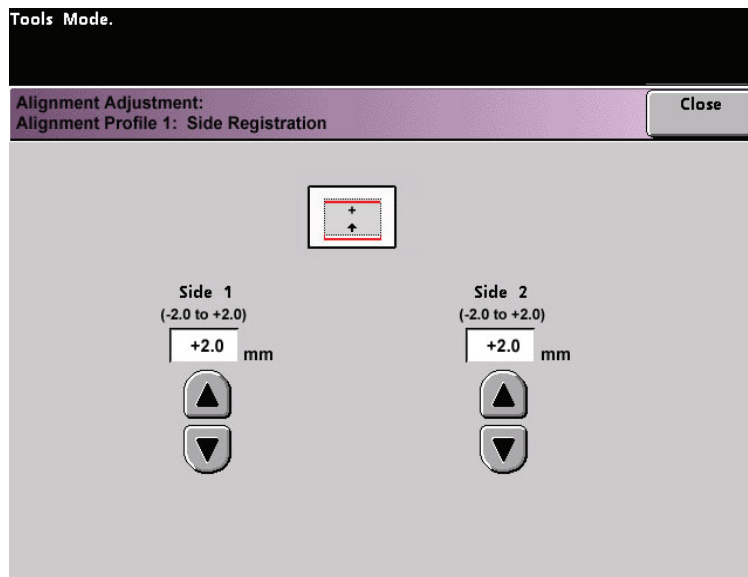 Tools Mode.
Alignment Adjustment:
Alignment Profile 1: Side Registration
Close
Side 1
(-2.0 to +2.0)
+2.0 mm
Side 2
(-2.0 to +2.0)
+2.0 mm